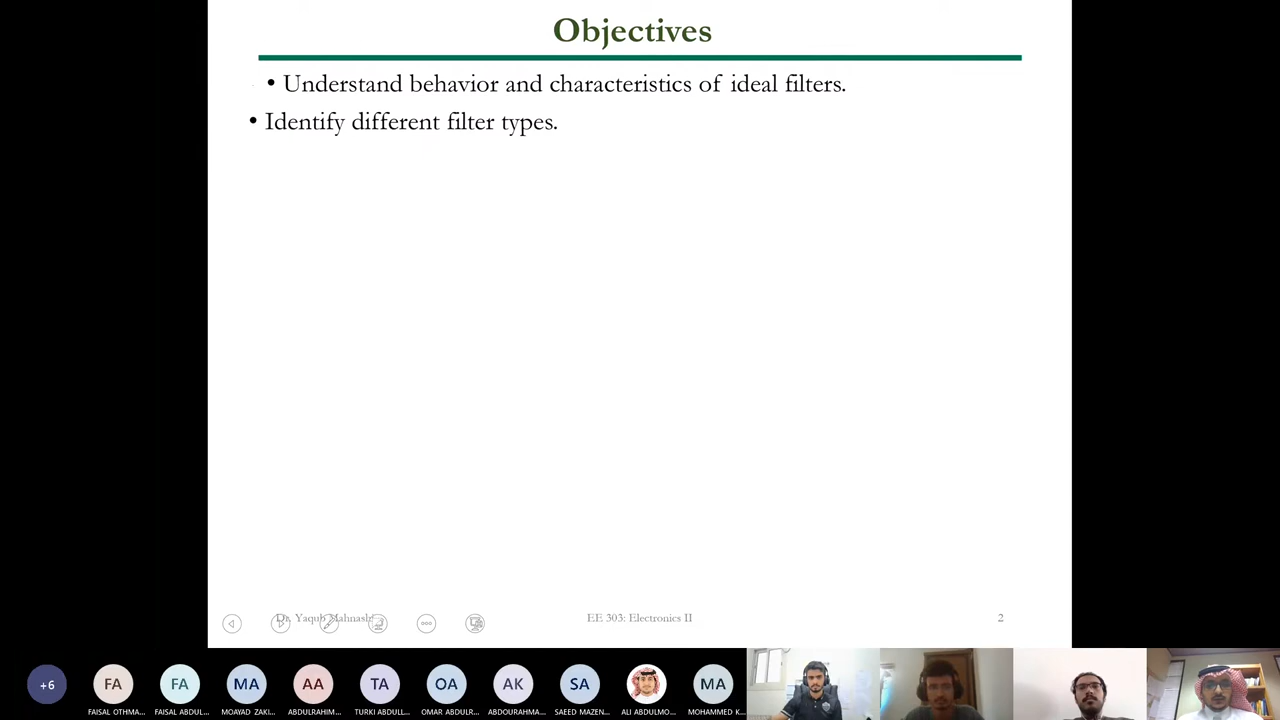 Objectives
• Understand behavior and characteristics of ideal filters.
• Identify different filter types.
Dr. Yaqub Mahnashi
EE 303: Electronics II
2
+6
FA
FA
MA
AA
TA
OA
AK
SA
MA
FAISAL OTHMA...
FAISAL ABDUL...
MOAYAD ZAKI...
ABDULRAHIM...
TURKI ABDULL...
OMAR ABDULR...
ABDOURAHMA...
SAEED MAZEN...
ALI ABDULMO...
MOHAMMED K...